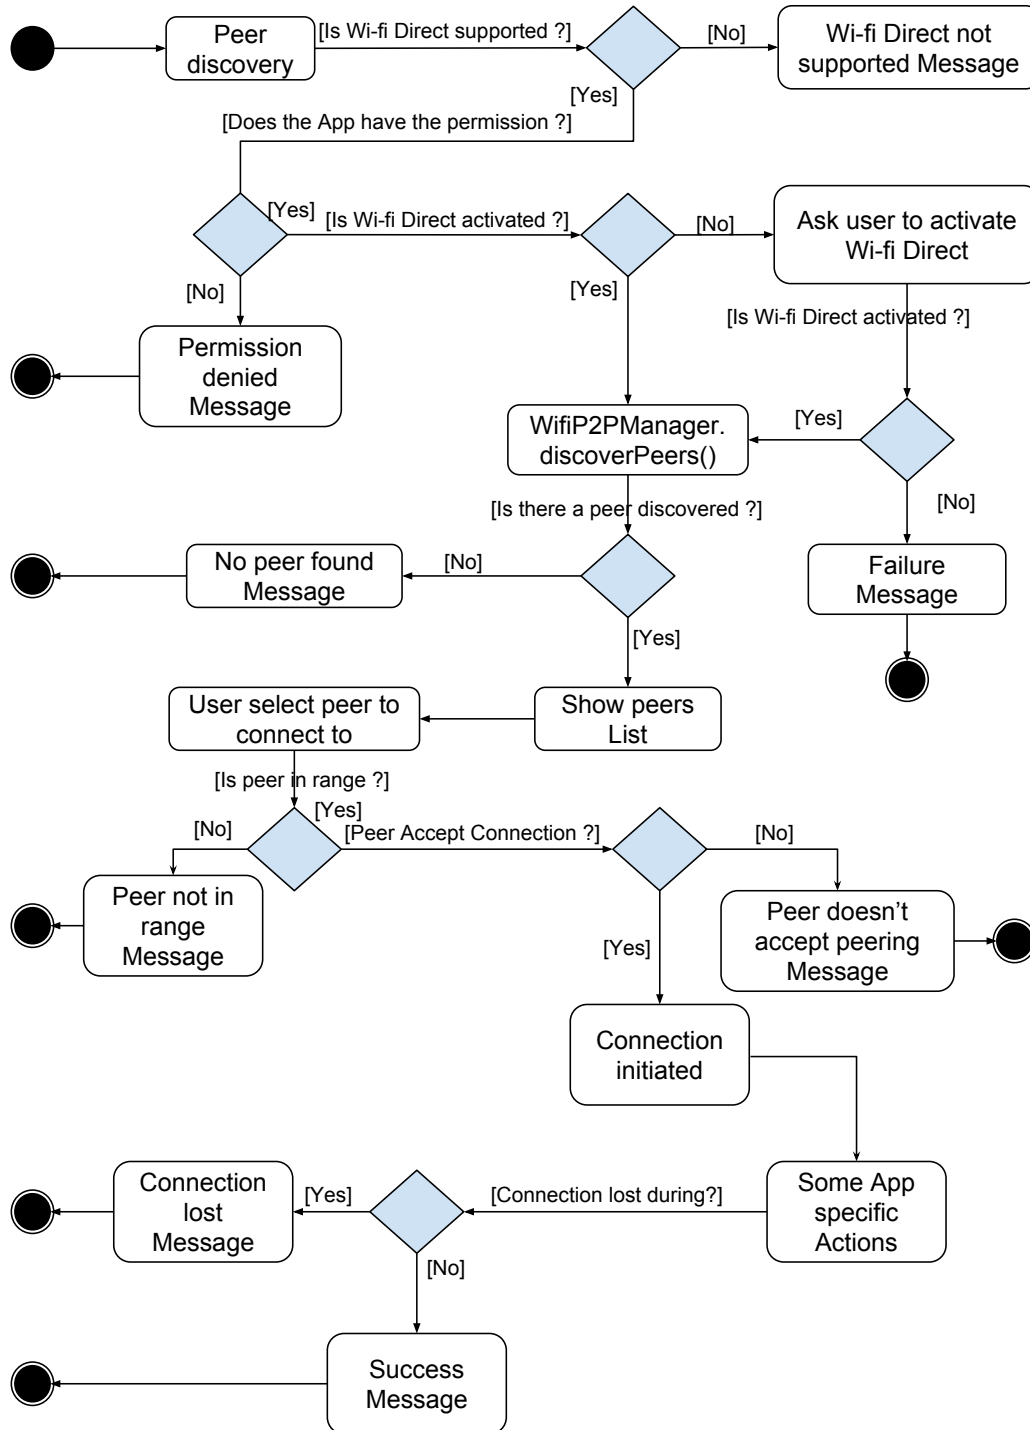 Peer
discovery
[Is Wi-fi Direct supported ?]
[No]
Wi-fi Direct not
supported Message
[Yes]
[Does the App have the permission ?]
[Yes]
[Is Wi-fi Direct activated ?]
[No]
Ask user to activate
Wi-fi Direct
[No]
[Yes]
[Is Wi-fi Direct activated ?]
Permission
denied
Message
WifiP2PManager.
discoverPeers()
[Yes]
[No]
[Is there a peer discovered ?]
No peer found
Message
[No]
Failure
Message
[Yes]
User select peer to
connect to
Show peers
List
[Is peer in range ?]
[Yes]
[No]
[Peer Accept Connection ?]
[No]
Peer not in
range
Message
[Yes]
Peer doesn’t
accept peering
Message
Connection
initiated
Connection
lost
Message
[Yes]
[Connection lost during?]
Some App
specific
Actions
[No]
Success
Message